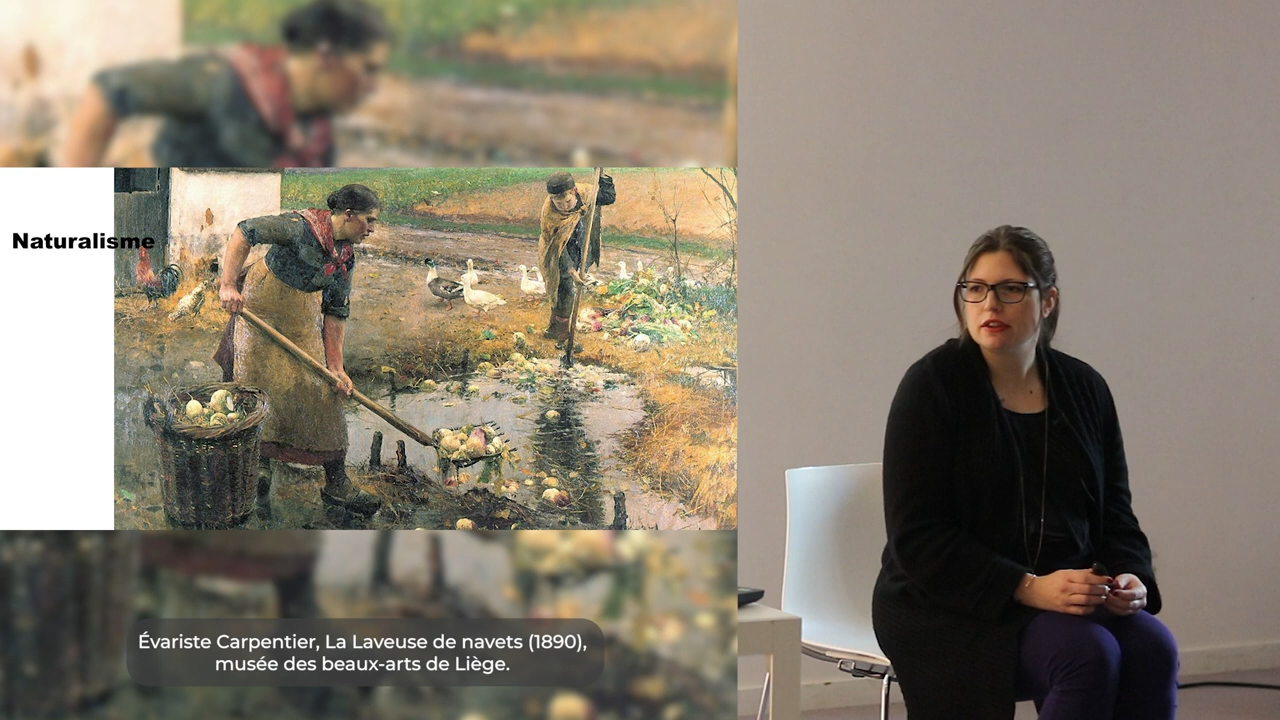 Naturalisme
Évariste Carpentier, La Laveuse de navets (1890),
musée des beaux-arts de Liège.